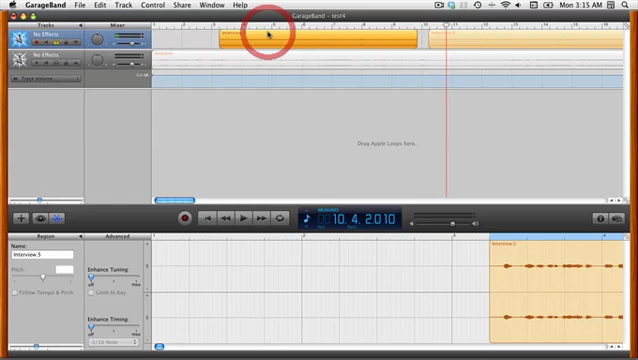 GarageBand File Edit Track Control Share Window Help
Mon 3:15 AM
GarageBand – test4
Tracks
Mixer
No Effects
No Effects
Track Volume
Drag Apple Loops here.
MEASURES
10. 4. 2. 010
Region
Advanced
Name:
Interview.5
Enhance Tuning:
Pitch:
off
max
Limit to Key
Follow Tempo & Pitch
Enhance Timing:
off
max
1/16 Note
Interview.5